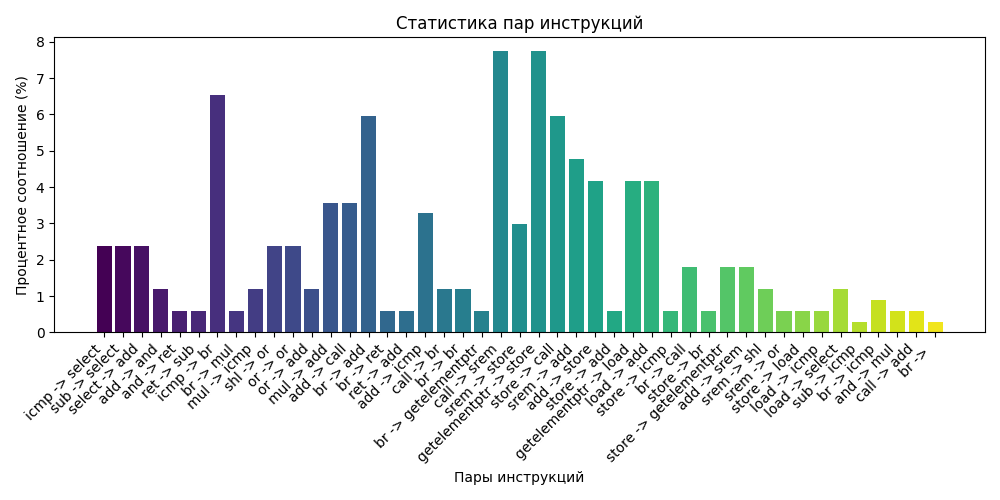 Статистика пар инструкций
Процентное соотношение (%)
8
7
6
5
4
3
2
1
0
icmp -> select
sub -> select
select -> add
add -> and
and -> ret
ret -> sub
icmp -> br
br -> mul
mul -> icmp
shl -> or
or -> or
or -> add
mul -> add
add -> call
br -> add
br -> ret
ret -> add
add -> icmp
call -> br
br -> br
br -> getelementptr
call -> srem
srem -> store
getelementptr -> store
store -> call
srem -> add
add -> store
store -> add
getelementptr -> load
load -> add
store -> icmp
br -> call
store -> br
store -> getelementptr
add -> srem
srem -> shl
srem -> or
store -> load
load -> icmp
load -> select
sub -> icmp
br -> icmp
and -> mul
call -> add
br ->
Пары инструкций